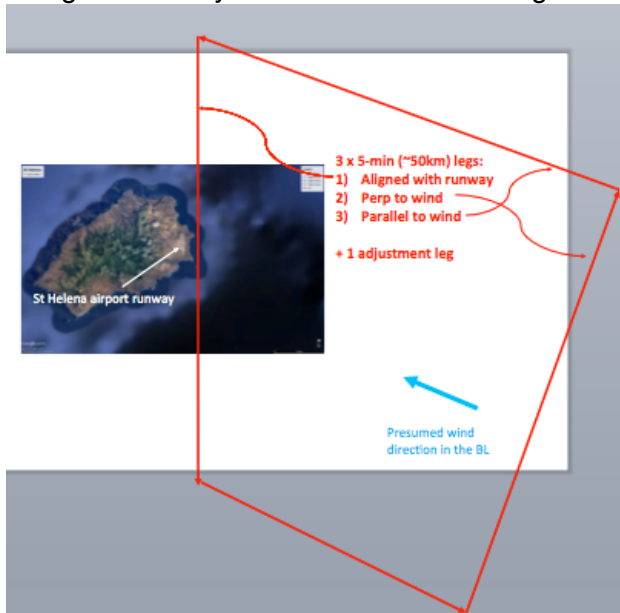 3 x 5-min (~50km) legs:
1) Aligned with runway
2) Perp to wind
3) Parallel to wind
+ 1 adjustment leg
St Helena airport runway
Presumed wind
direction in the BL